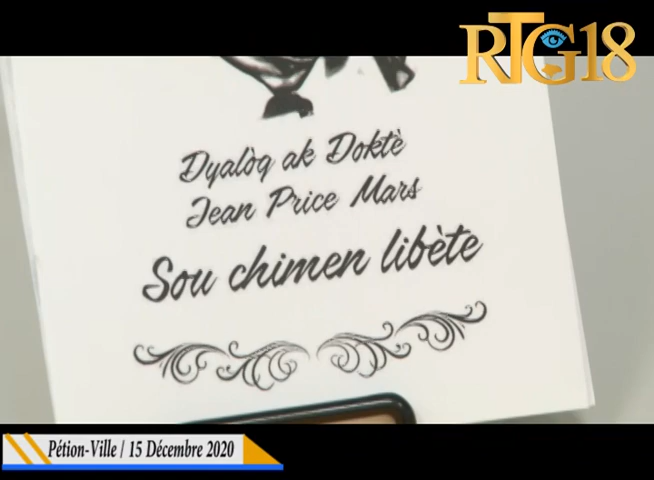 RTG18
Dyalòg ak Doktè
Jean Price Mars
Sou chimen libète
Pétion-Ville / 15 Décembre 2020